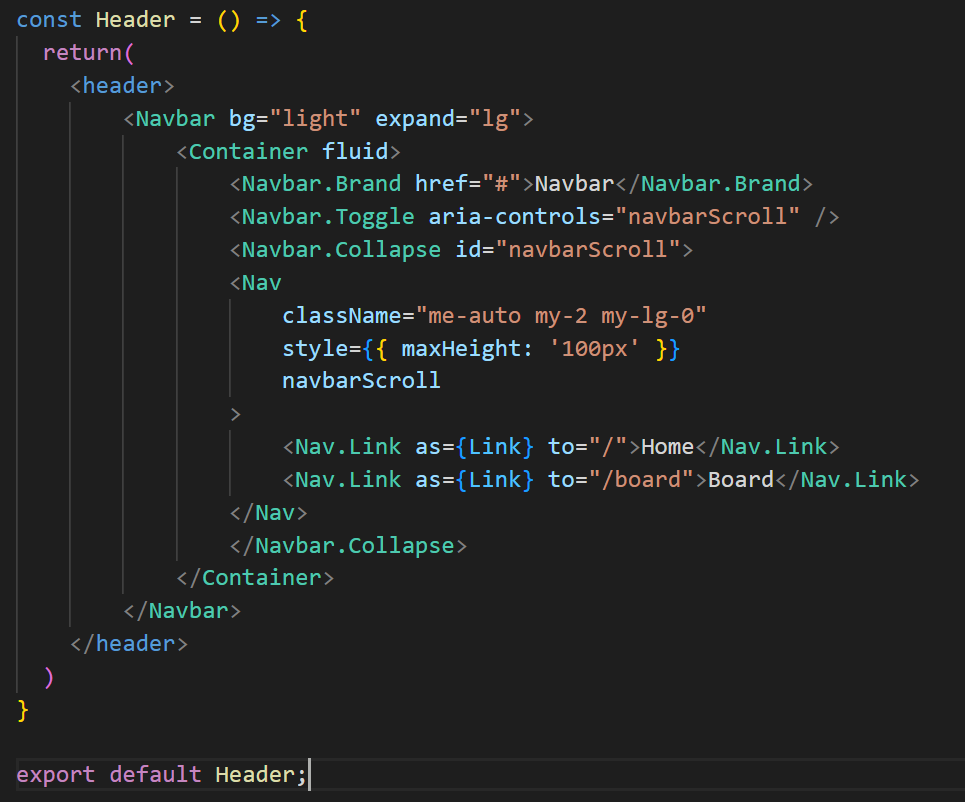 const Header = () => {
  return(
    <header>
        <Navbar bg="light" expand="lg">
            <Container fluid>
                <Navbar.Brand href="#">Navbar</Navbar.Brand>
                <Navbar.Toggle aria-controls="navbarScroll" />
                <Navbar.Collapse id="navbarScroll">
                <Nav
                    className="me-auto my-2 my-lg-0"
                    style={{ maxHeight: '100px' }}
                    navbarScroll
                >
                    <Nav.Link as={Link} to="/">Home</Nav.Link>
                    <Nav.Link as={Link} to="/board">Board</Nav.Link>
                </Nav>
                </Navbar.Collapse>
            </Container>
        </Navbar>
    </header>
  )
}

export default Header;